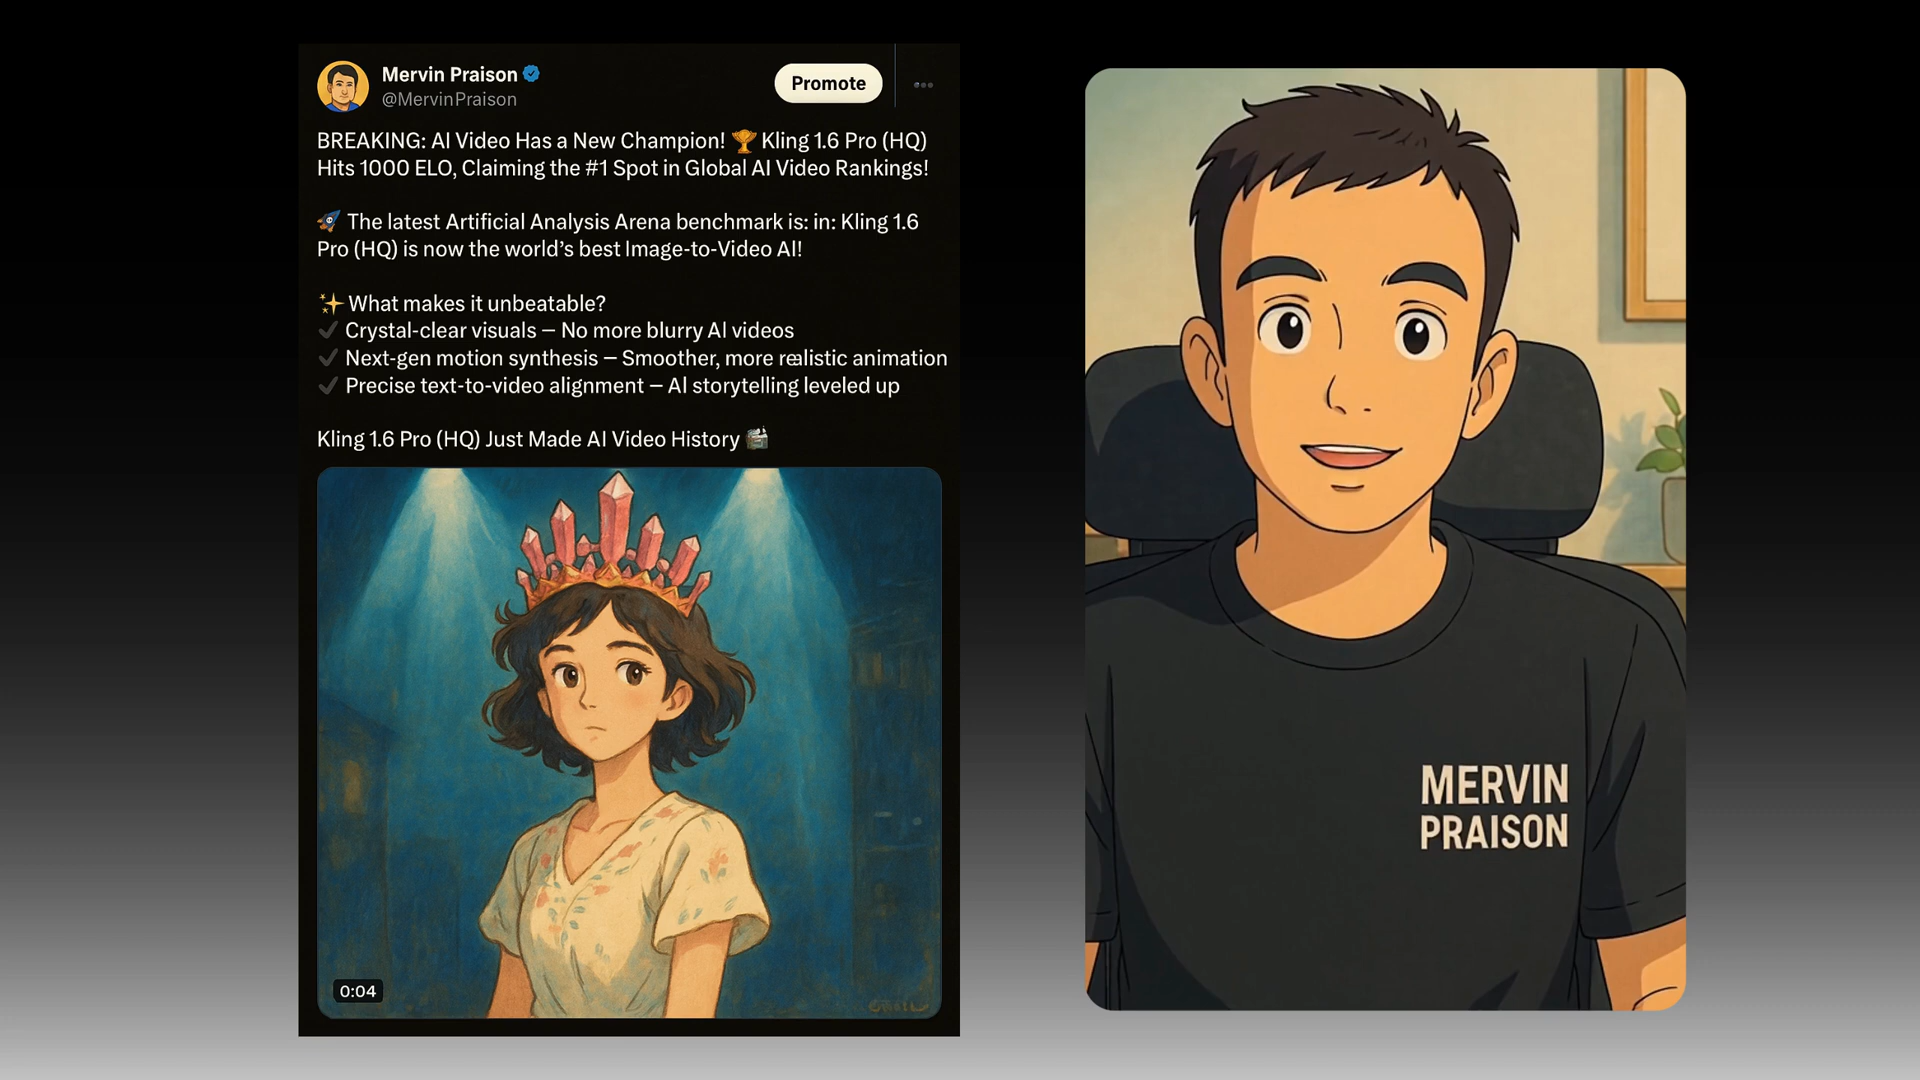 Mervin Praison
@MervinPraison
Promote
BREAKING: AI Video Has a New Champion! 🏆 Kling 1.6 Pro (HQ)
Hits 1000 ELO, Claiming the #1 Spot in Global AI Video Rankings!
🚀 The latest Artificial Analysis Arena benchmark is: in: Kling 1.6
Pro (HQ) is now the world's best Image-to-Video AI!
✨ What makes it unbeatable?
✔ Crystal-clear visuals – No more blurry AI videos
✔ Next-gen motion synthesis – Smoother, more realistic animation
✔ Precise text-to-video alignment – AI storytelling leveled up
Kling 1.6 Pro (HQ) Just Made AI Video History 🎬
0:04
MERVIN
PRAISON